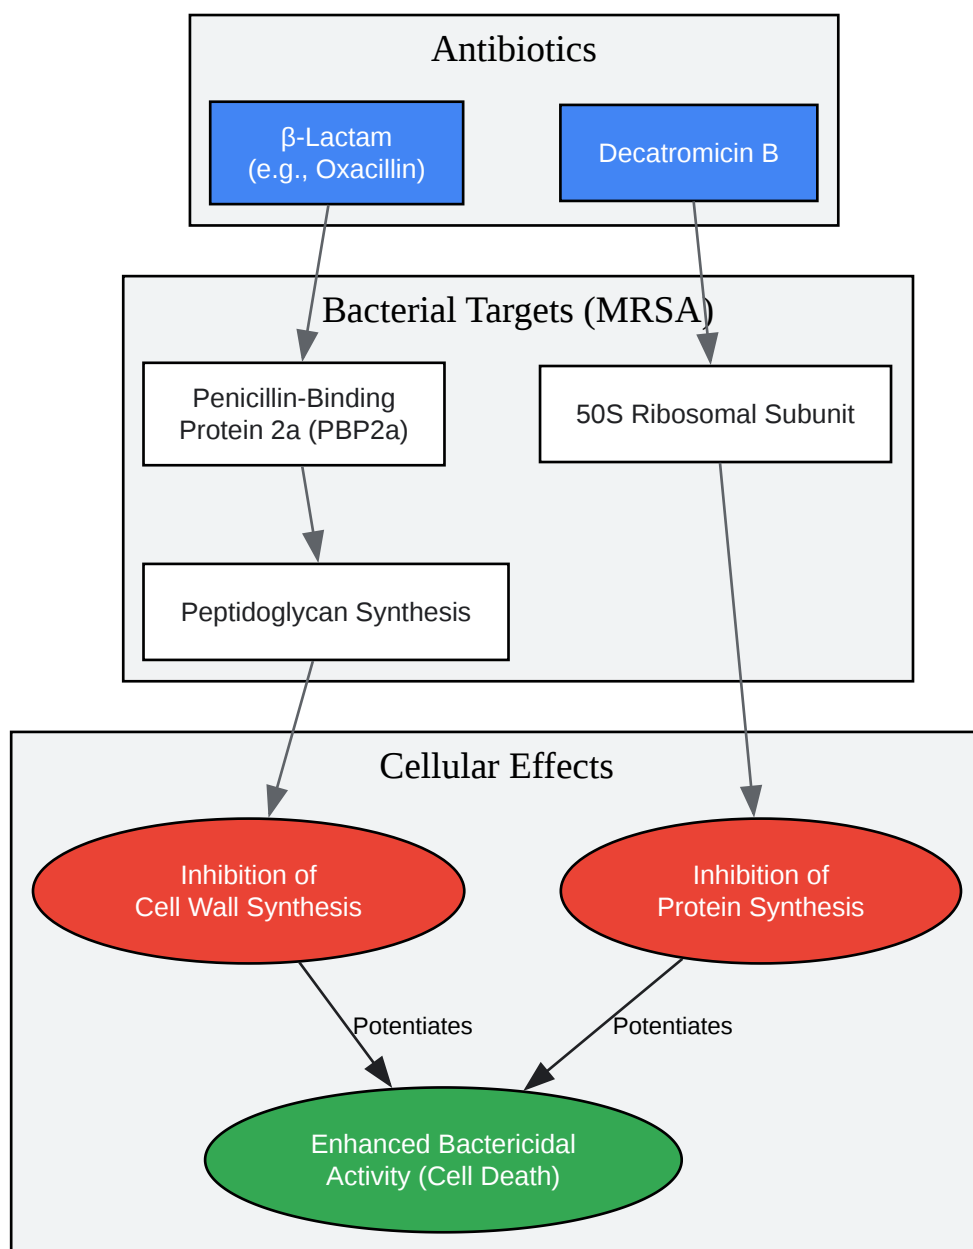 Antibiotics
β-Lactam
(e.g., Oxacillin)
Decatromicin B
Bacterial Targets (MRSA)
Penicillin-Binding
Protein 2a (PBP2a)
50S Ribosomal Subunit
Peptidoglycan Synthesis
Cellular Effects
Inhibition of
Cell Wall Synthesis
Inhibition of
Protein Synthesis
Potentiates
Potentiates
Enhanced Bactericidal
Activity (Cell Death)